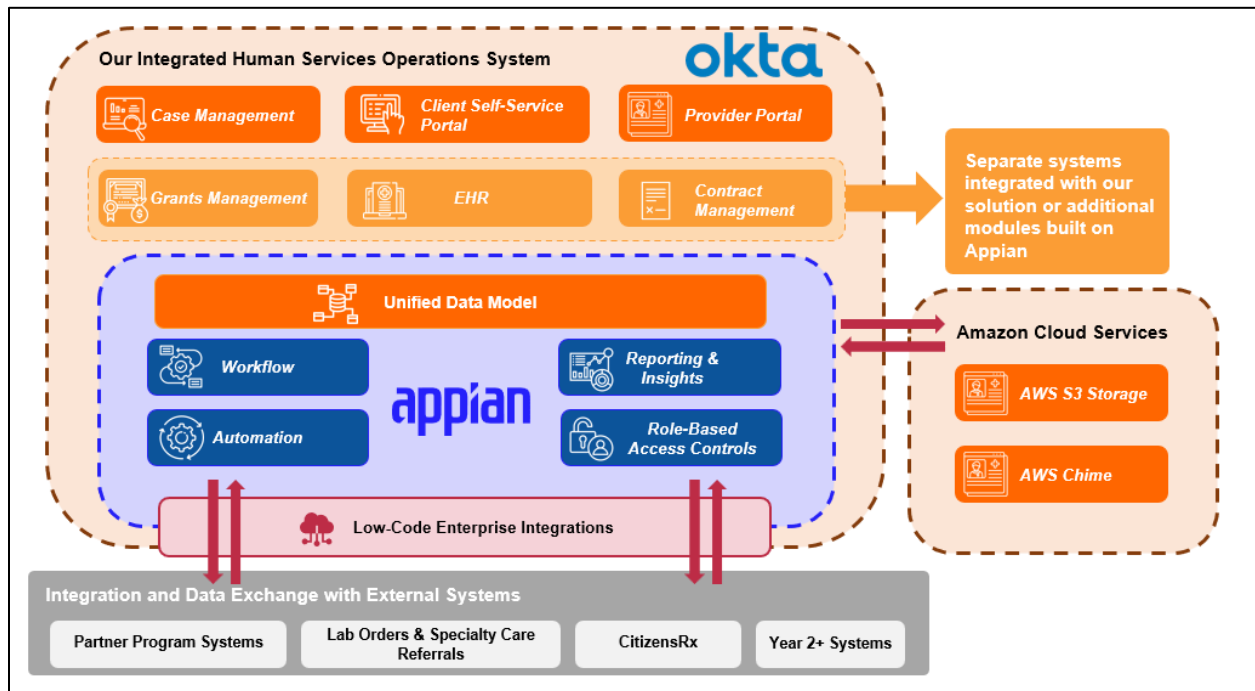 Our Integrated Human Services Operations System
okta
Case Management
Client Self-Service
Portal
Provider Portal
Grants Management
EHR
Contract
Management
Separate systems
integrated with our
solution or additional
modules built on
Appian
Unified Data Model
Workflow
Reporting &
Insights
appian
Automation
Role-Based
Access Controls
Amazon Cloud Services
AWS S3 Storage
AWS Chime
Low-Code Enterprise Integrations
Integration and Data Exchange with External Systems
Partner Program Systems
Lab Orders & Specialty Care
Referrals
CitizensRx
Year 2+ Systems